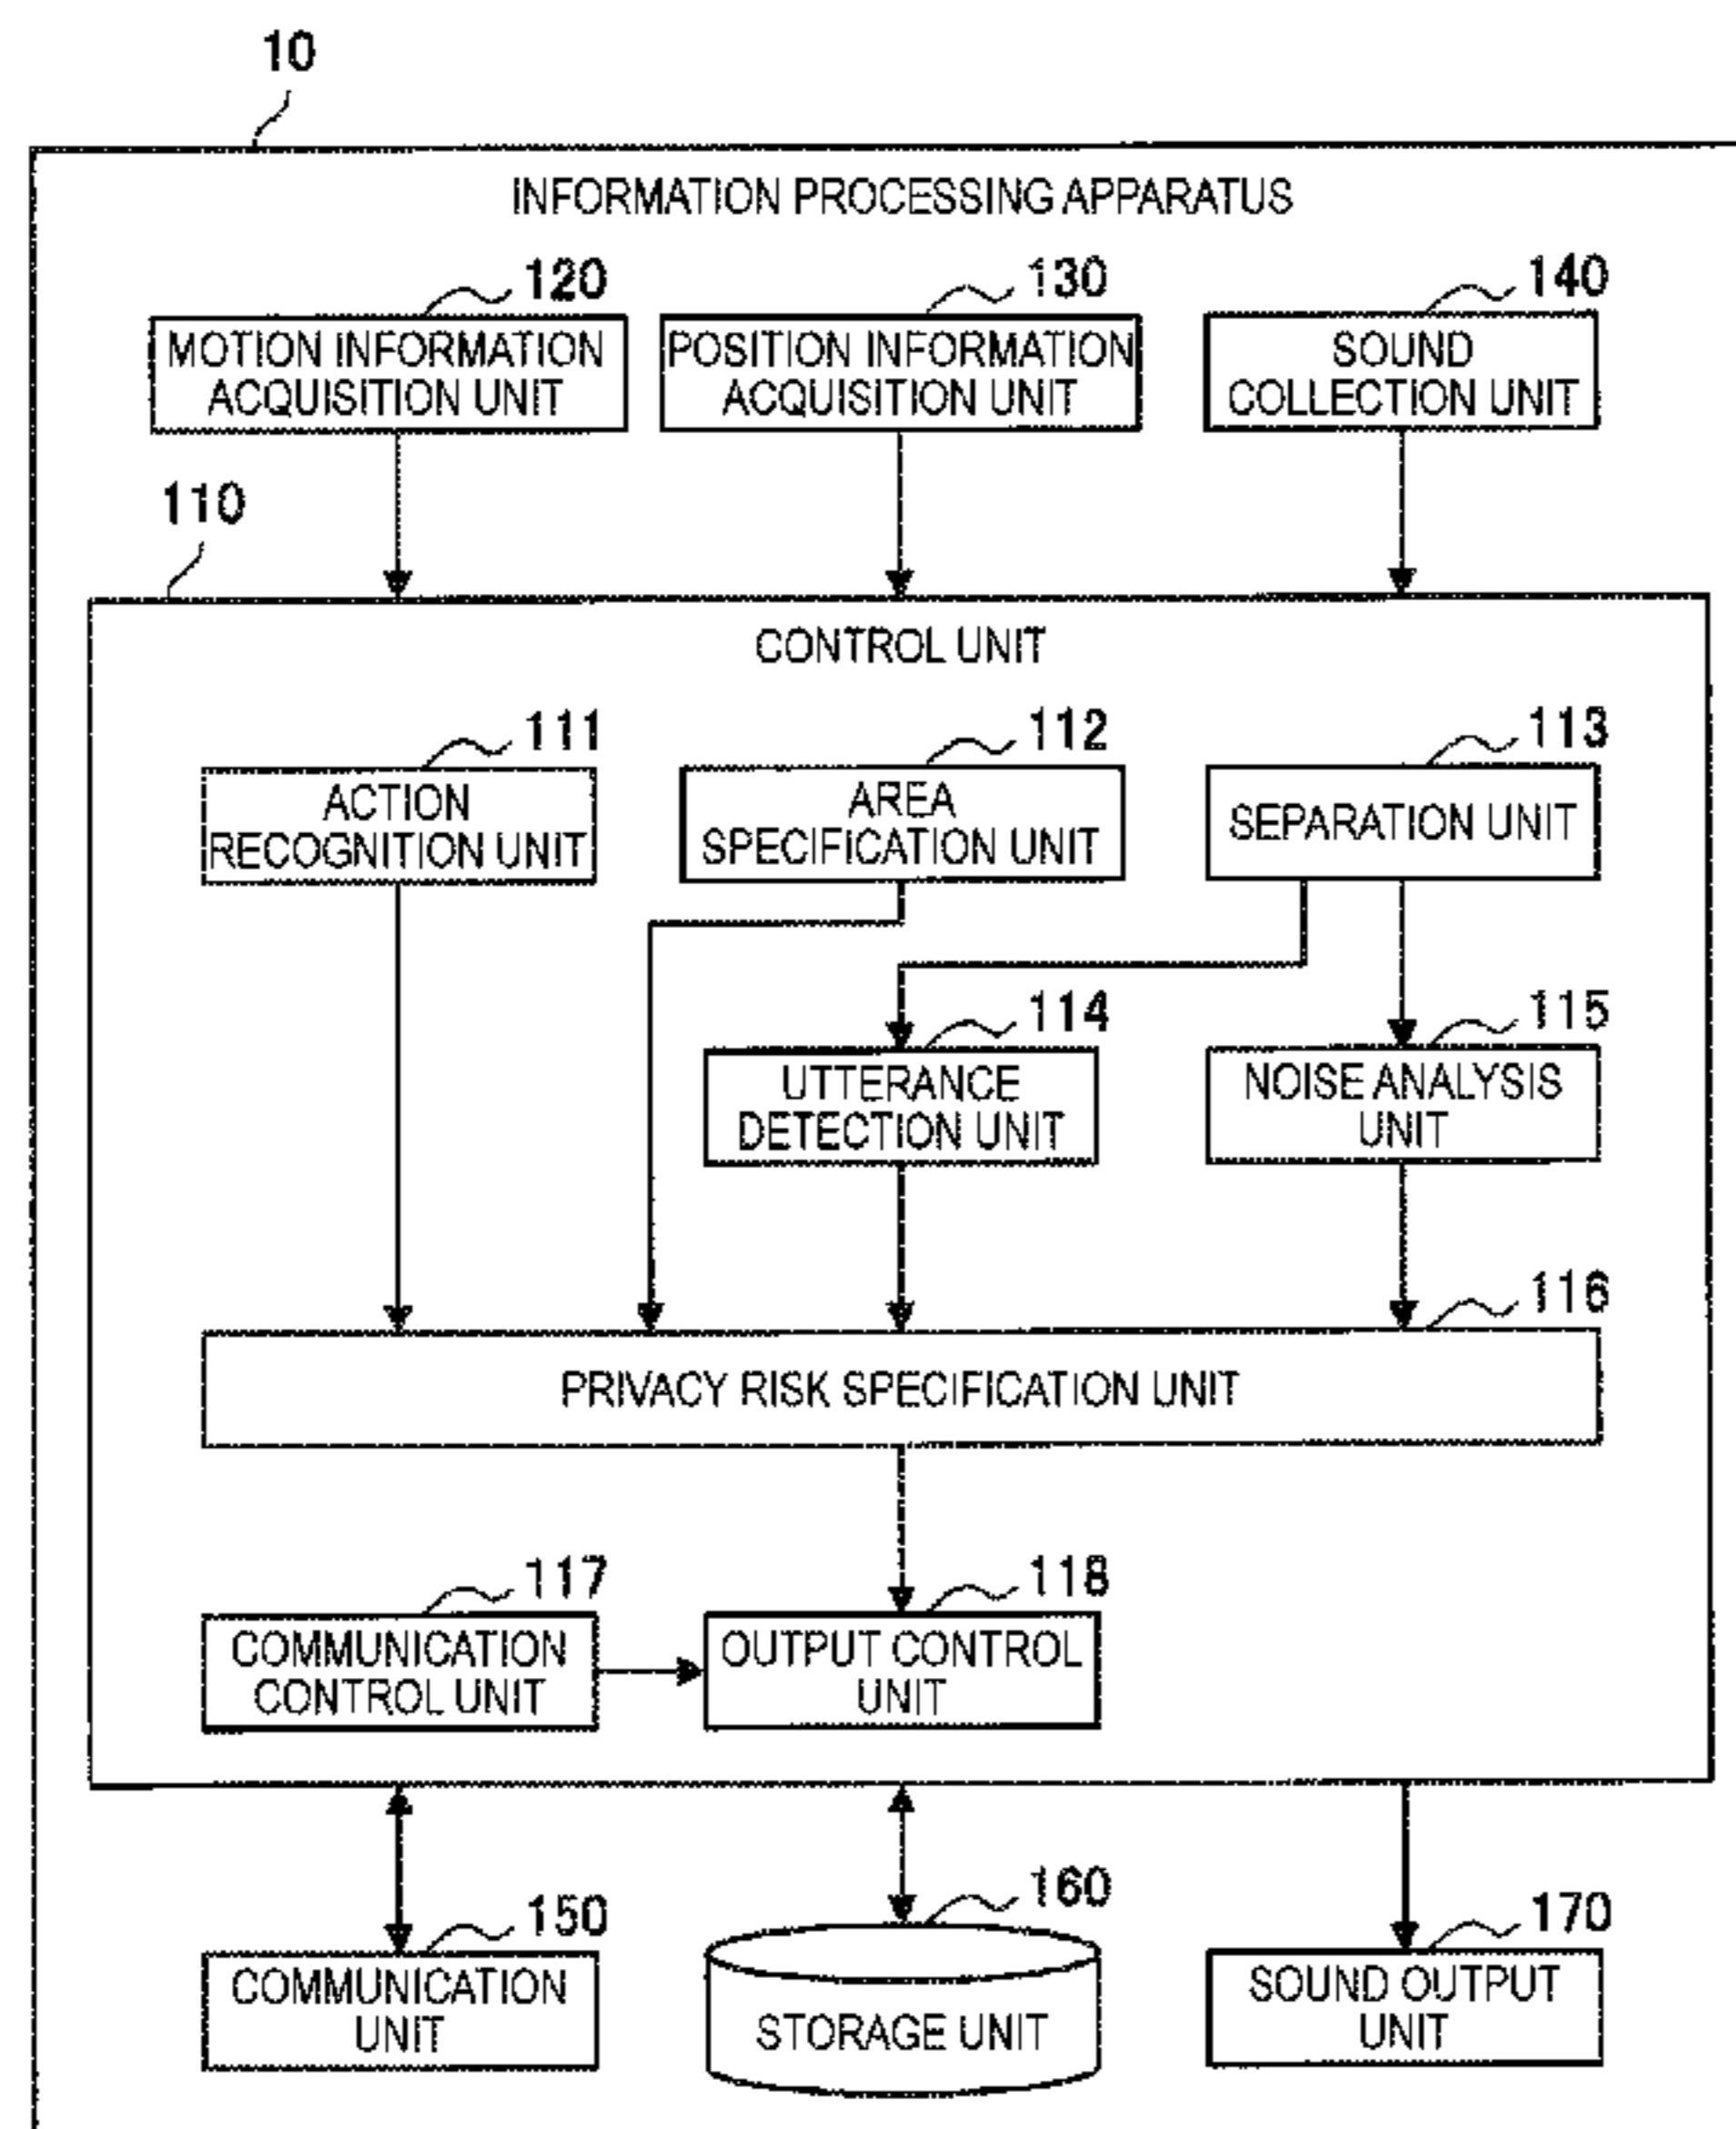 10
INFORMATION PROCESSING APPARATUS
120
130
140
MOTION INFORMATION
ACQUISITION UNIT
POSITION INFORMATION
ACQUISITION UNIT
SOUND
COLLECTION UNIT
110
CONTROL UNIT
111
112
113
ACTION
RECOGNITION UNIT
AREA
SPECIFICATION UNIT
SEPARATION UNIT
114
115
UTTERANCE
DETECTION UNIT
NOISE ANALYSIS
UNIT
116
PRIVACY RISK SPECIFICATION UNIT
117
118
COMMUNICATION
CONTROL UNIT
OUTPUT CONTROL
UNIT
150
160
170
COMMUNICATION
UNIT
STORAGE UNIT
SOUND OUTPUT
UNIT